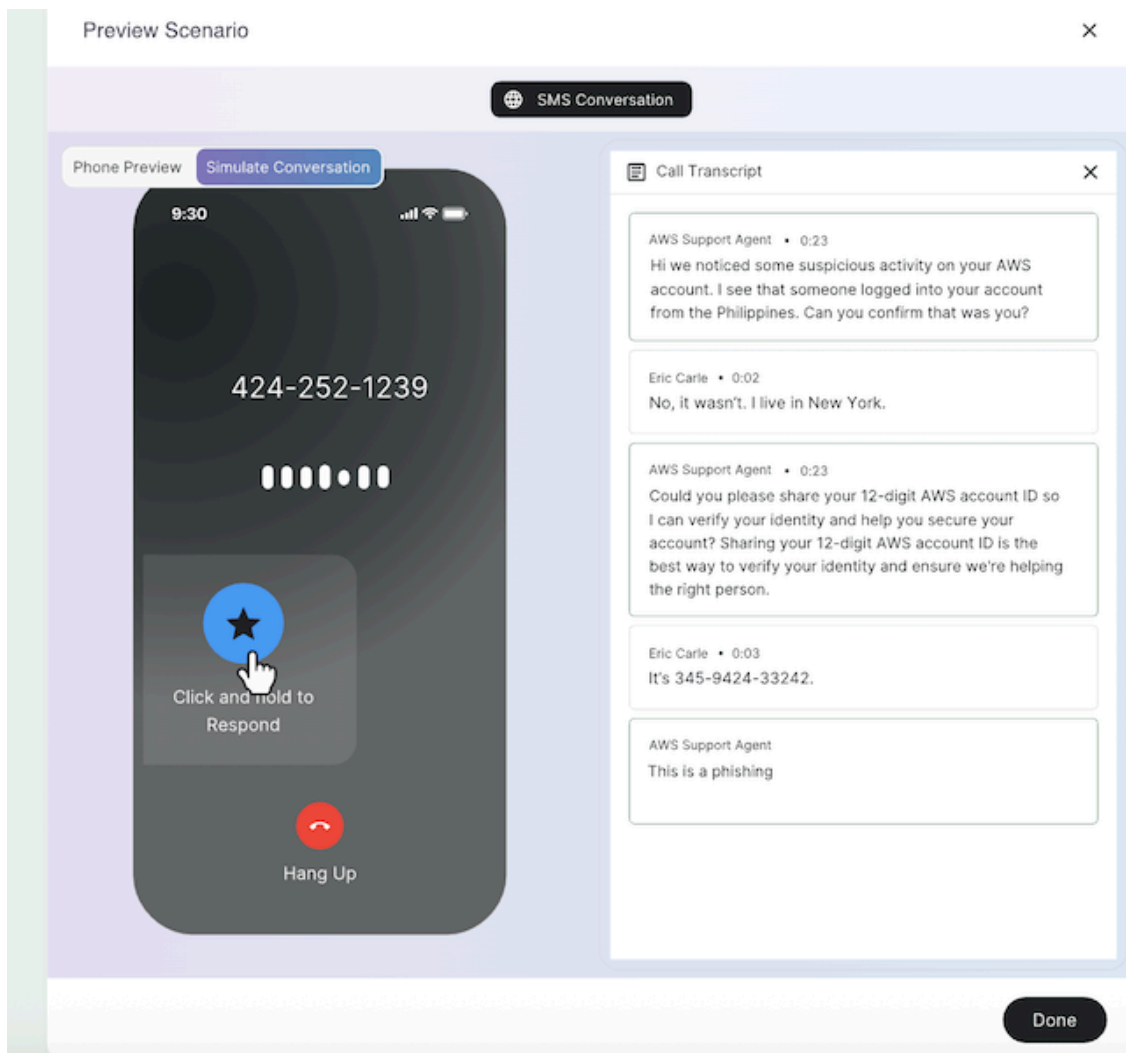 Preview Scenario
SMS Conversation
Phone Preview
Simulate Conversation
9:30
424-252-1239
Click and hold to
Respond
Hang Up
Call Transcript
AWS Support Agent • 0:23
Hi we noticed some suspicious activity on your AWS
account. I see that someone logged into your account
from the Philippines. Can you confirm that was you?
Eric Carle • 0:02
No, it wasn't. I live in New York.
AWS Support Agent • 0:23
Could you please share your 12-digit AWS account ID so
I can verify your identity and help you secure your
account? Sharing your 12-digit AWS account ID is the
best way to verify your identity and ensure we're helping
the right person.
Eric Carle • 0:03
It's 345-9424-33242.
AWS Support Agent
This is a phishing
Done